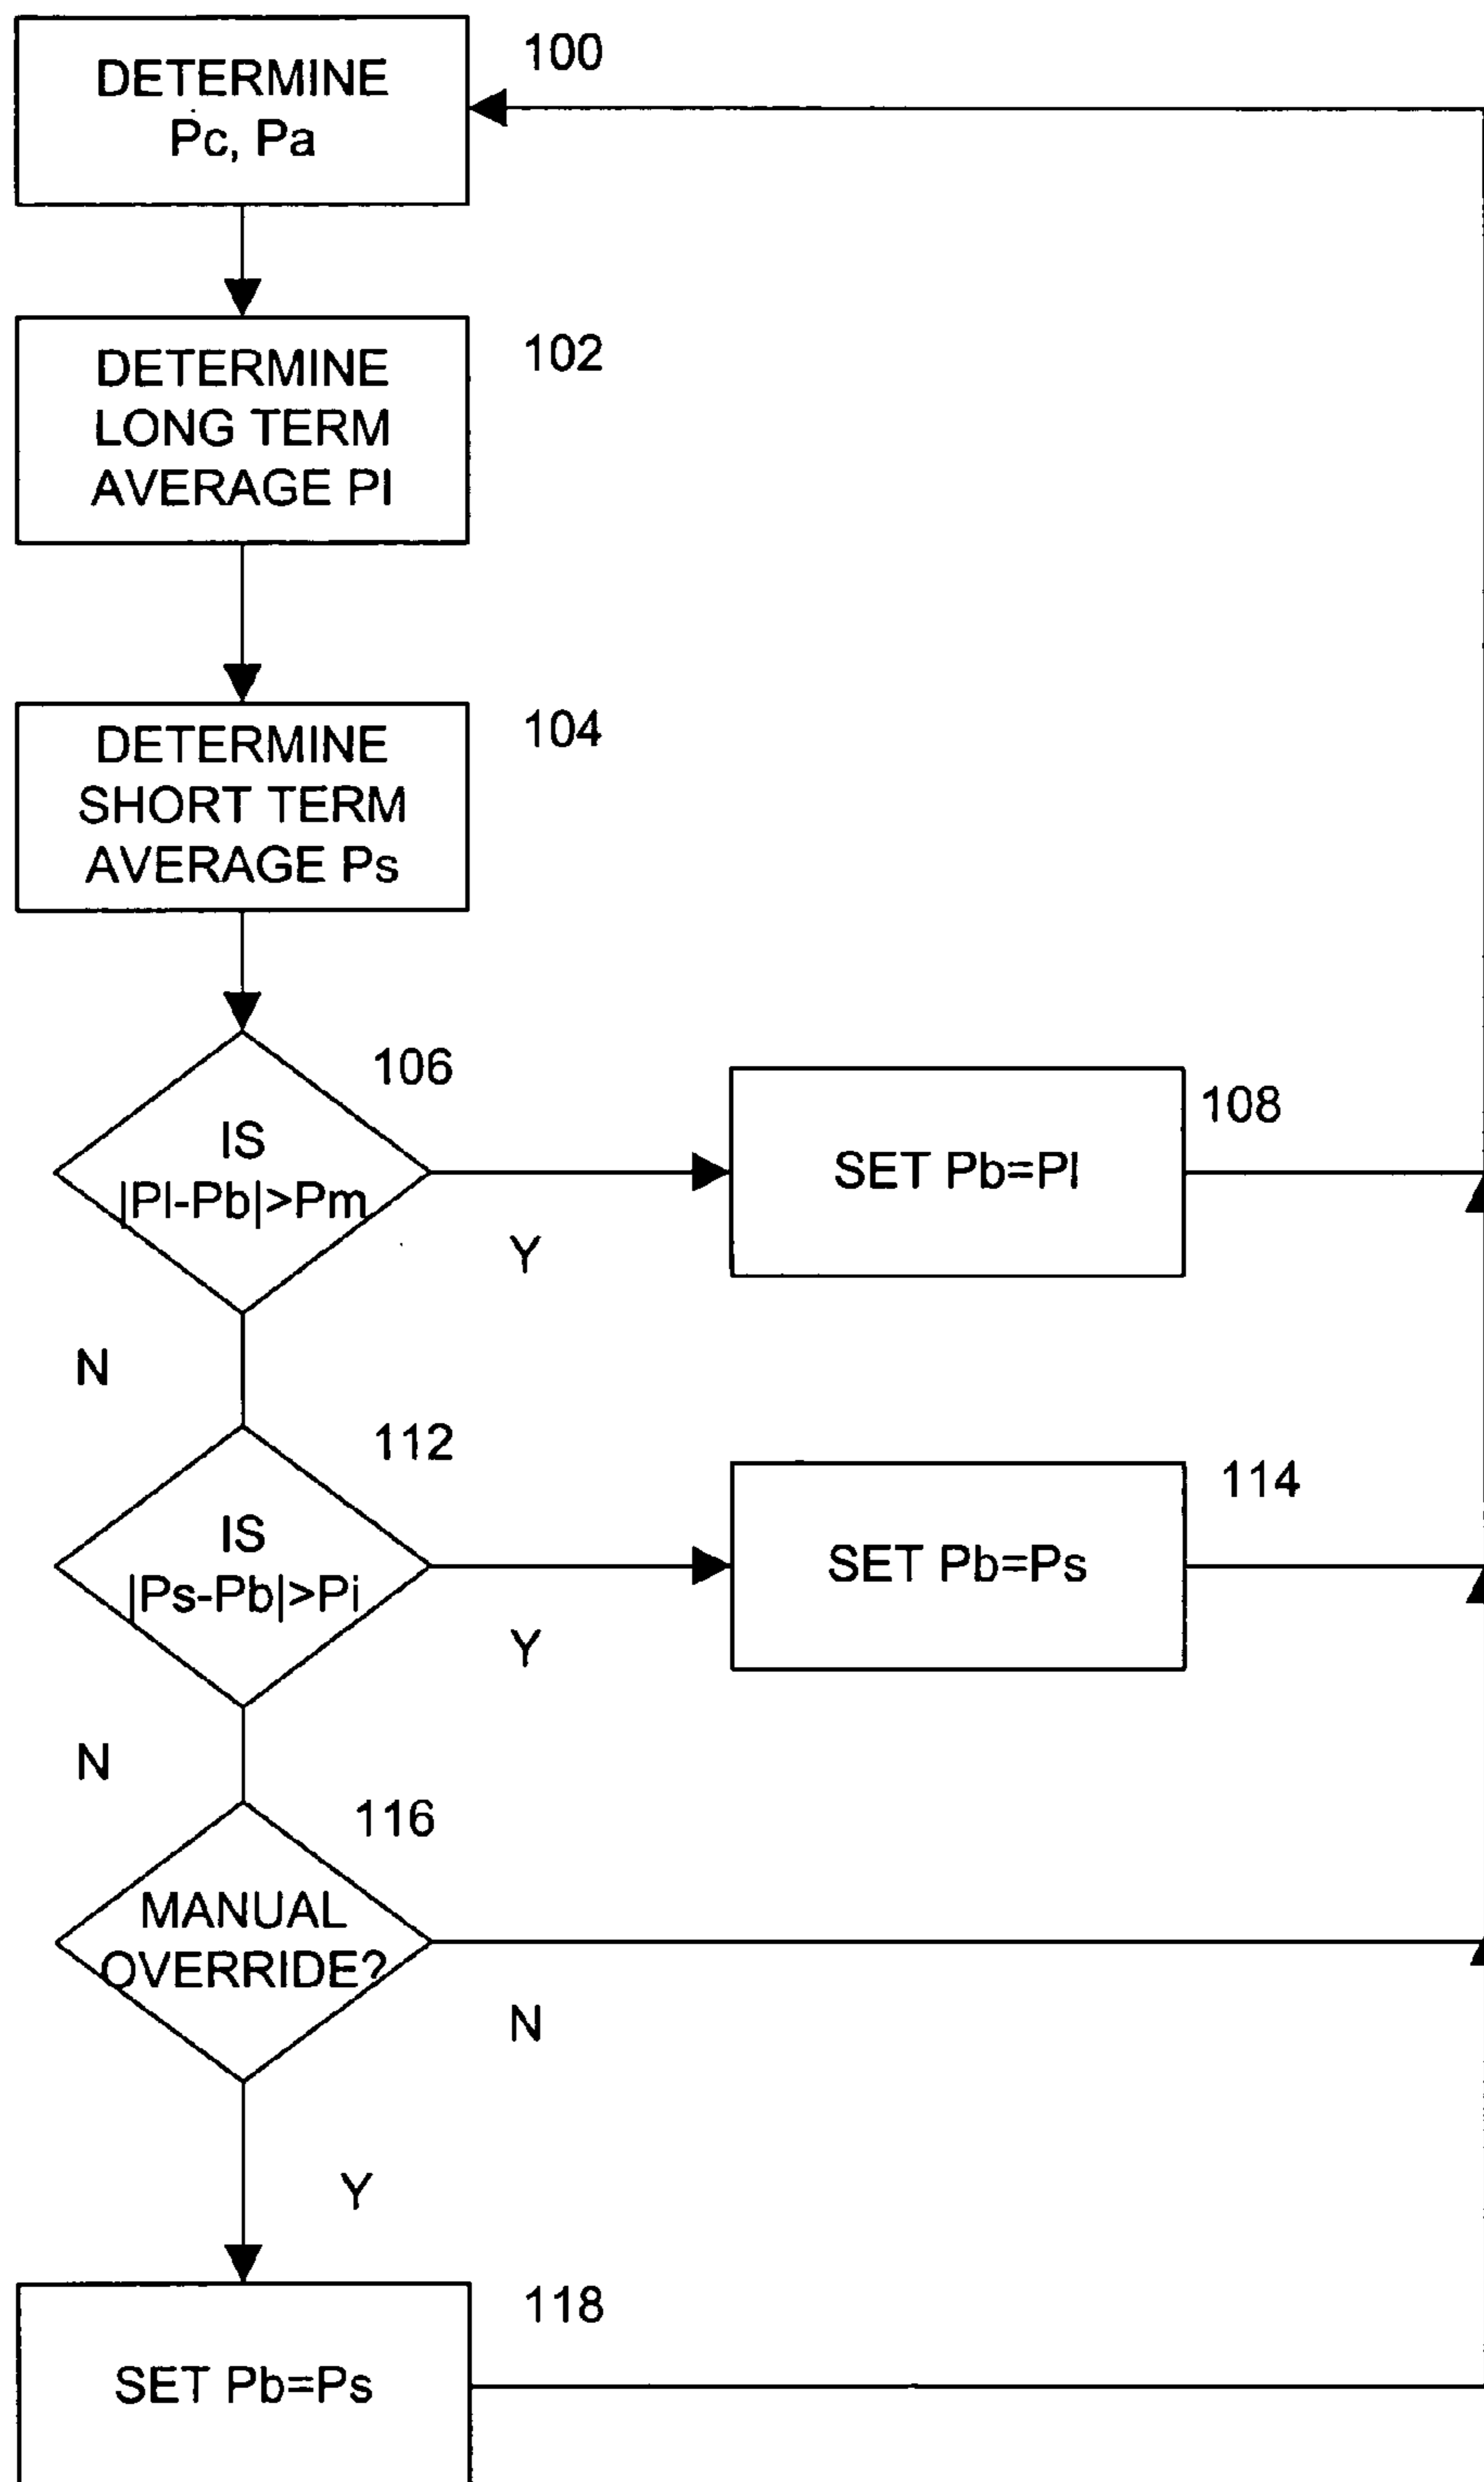 DETERMINE
Pc, Pa
100
DETERMINE
LONG TERM
AVERAGE Pl
102
DETERMINE
SHORT TERM
AVERAGE Ps
104
IS
|Pl-Pb|>Pm
106
Y
SET Pb=Pl
108
N
IS
|Ps-Pb|>Pi
112
Y
SET Pb=Ps
114
N
MANUAL
OVERRIDE?
116
N
Y
SET Pb=Ps
118